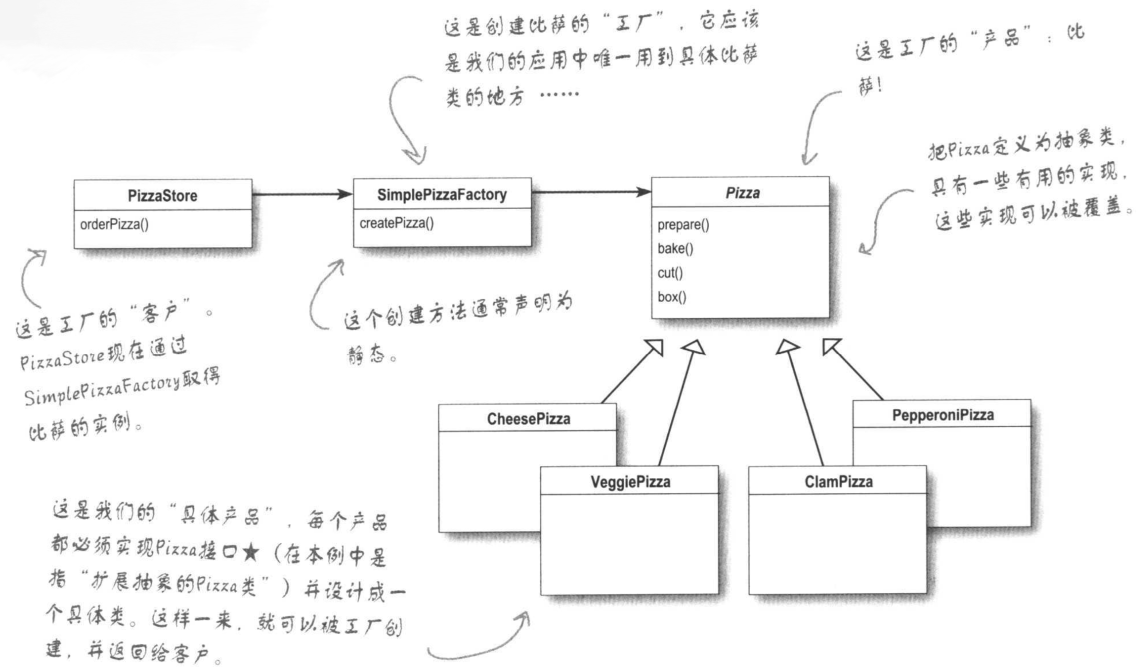 这是创建比萨的“工厂”，它应该
是我们的应用中唯一用到具体比萨
类的地方……
这是工厂的“产品”：比
萨！
把Pizza定义为抽象类，
具有一些有用的实现，
这些实现可以被覆盖。
PizzaStore
orderPizza()
SimplePizzaFactory
createPizza()
Pizza
prepare()
bake()
cut()
box()
这是工厂的“客户”。
PizzaStore现在通过
SimplePizzaFactory取得
比萨的实例。
这个创建方法通常声明为
静态。
CheesePizza
VeggiePizza
ClamPizza
PepperoniPizza
这是我们的“具体产品”，每个产品
都必须实现Pizza接口★（在本例中是
指“扩展抽象的Pizza类”）并设计成一
个具体类。这样一来，就可以被工厂创
建，并返回给客户。